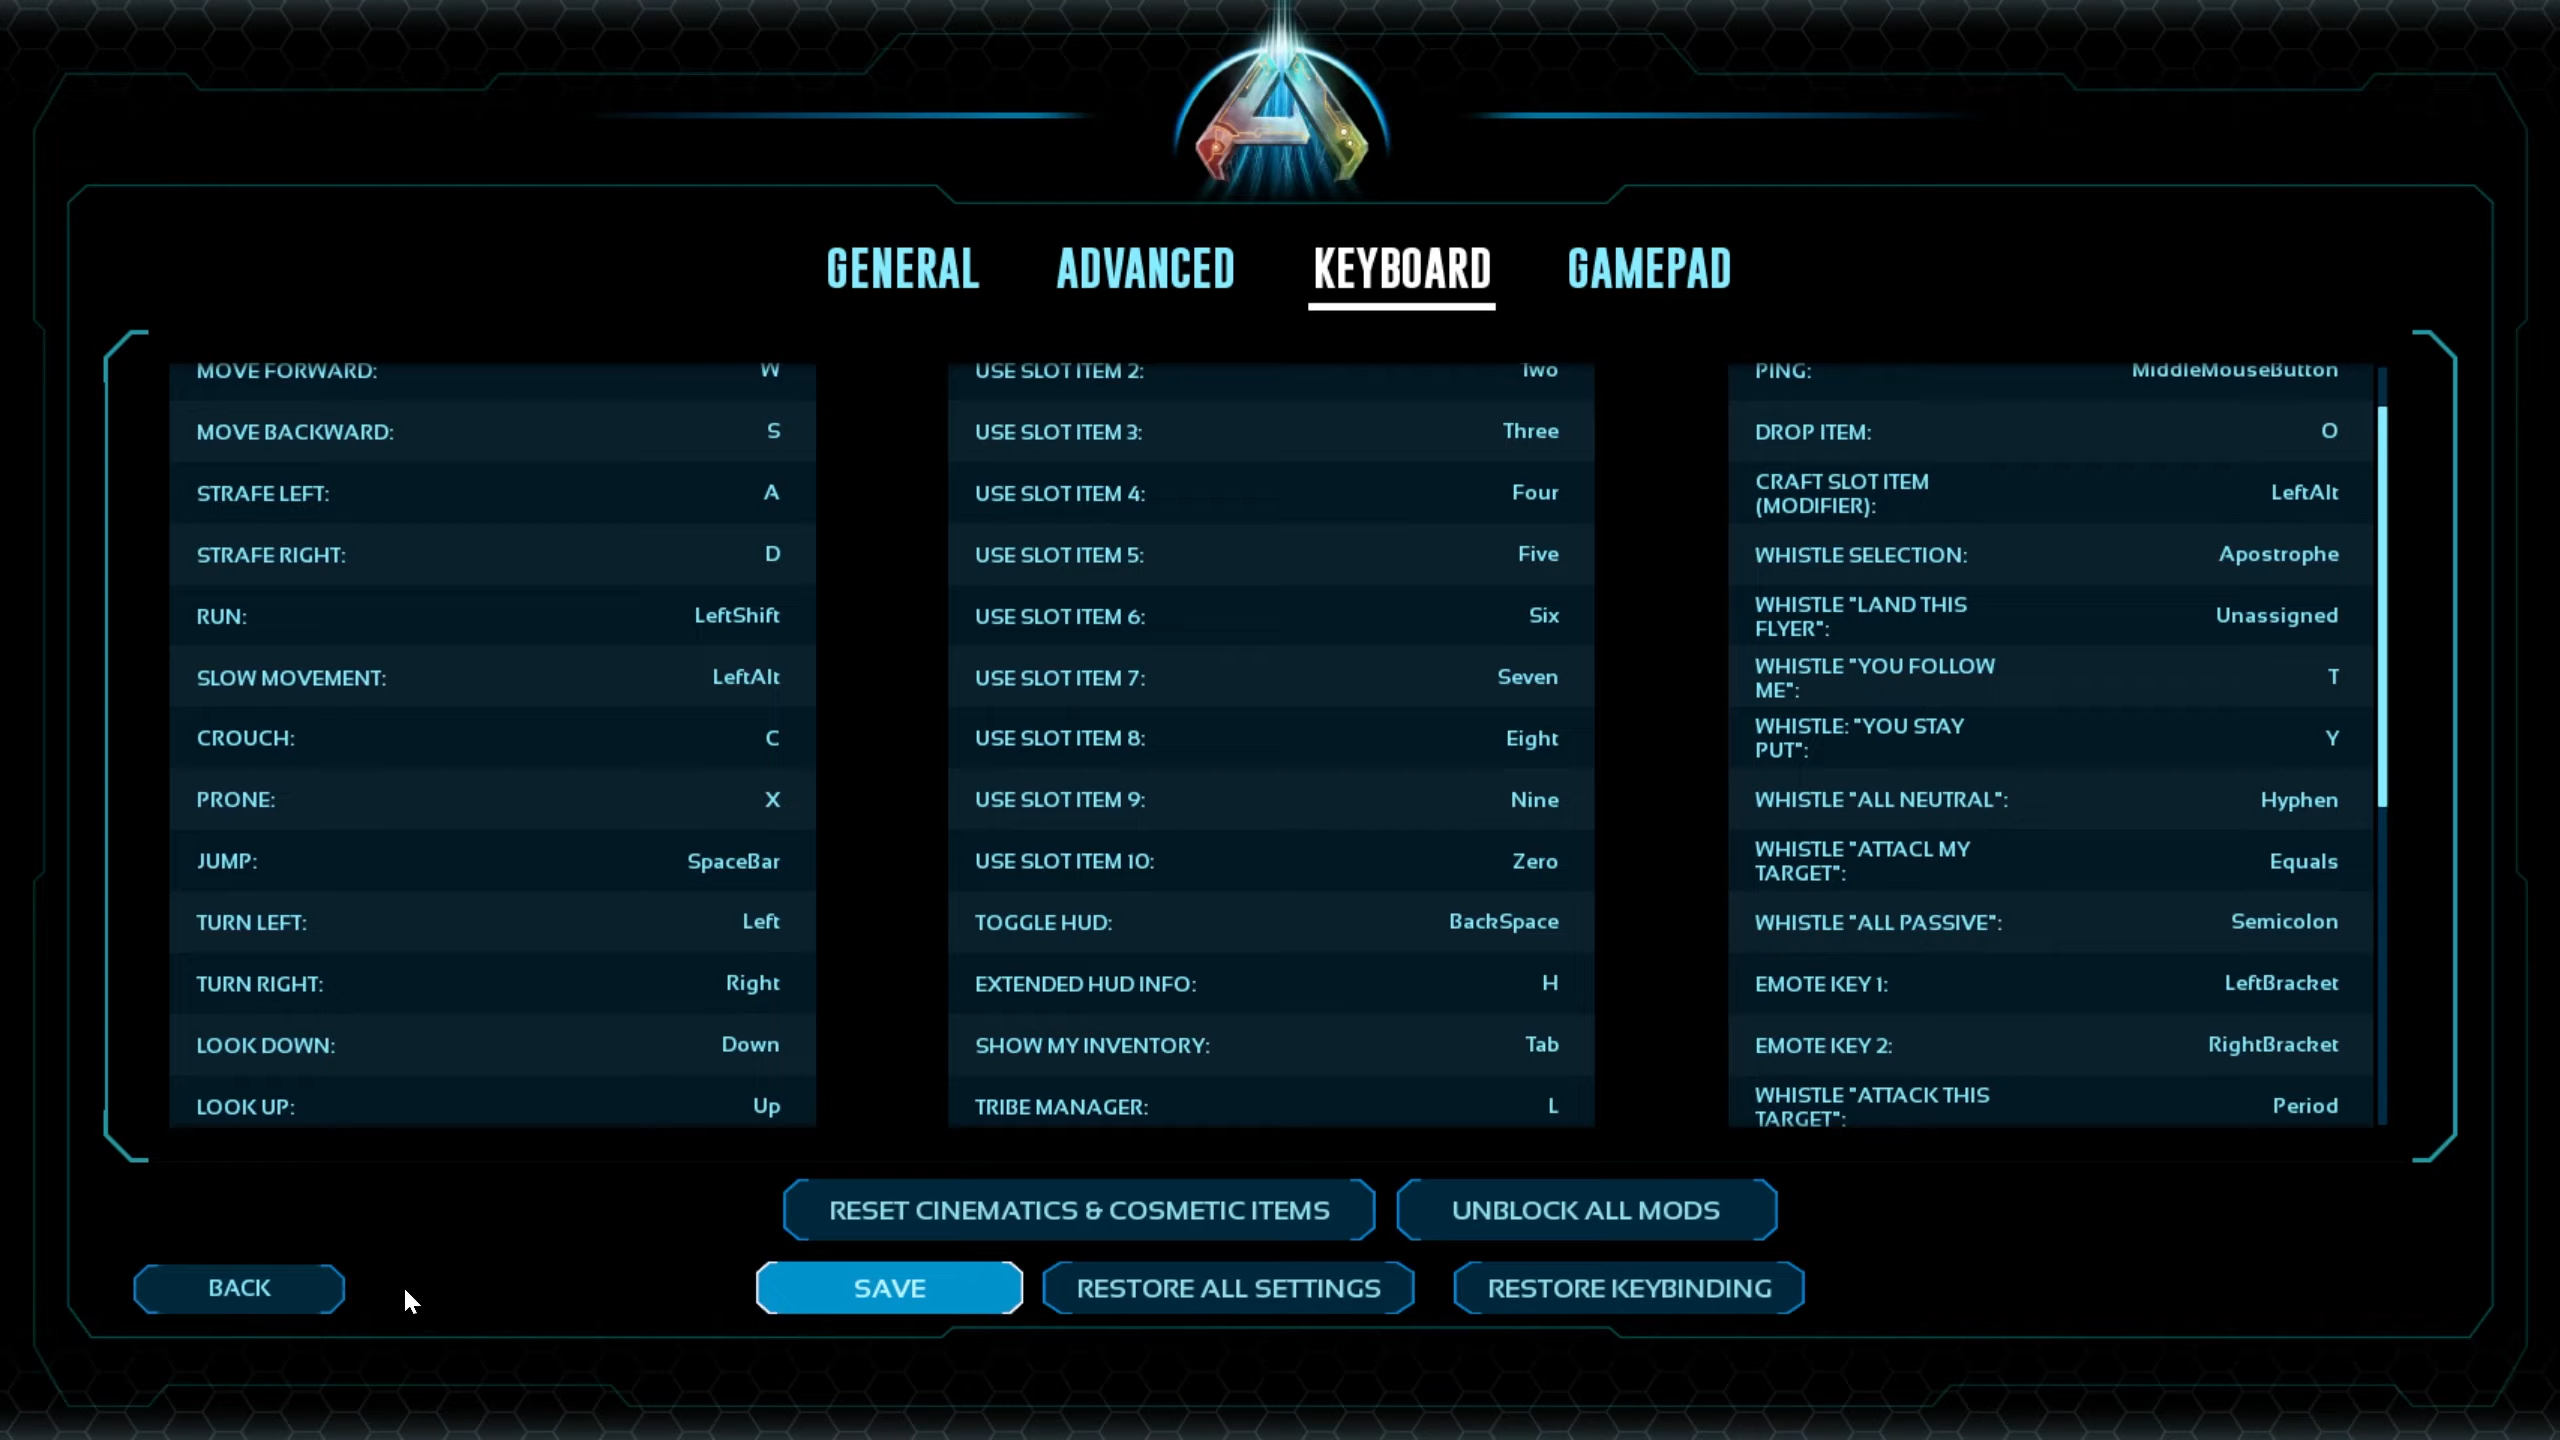 GENERAL ADVANCED KEYBOARD GAMEPAD
MOVE FORWARD: W
MOVE BACKWARD: S
STRAFE LEFT: A
STRAFE RIGHT: D
RUN: LeftShift
SLOW MOVEMENT: LeftAlt
CROUCH: C
PRONE: X
JUMP: SpaceBar
TURN LEFT: Left
TURN RIGHT: Right
LOOK DOWN: Down
LOOK UP: Up
USE SLOT ITEM 2: Two
USE SLOT ITEM 3: Three
USE SLOT ITEM 4: Four
USE SLOT ITEM 5: Five
USE SLOT ITEM 6: Six
USE SLOT ITEM 7: Seven
USE SLOT ITEM 8: Eight
USE SLOT ITEM 9: Nine
USE SLOT ITEM 10: Zero
TOGGLE HUD: BackSpace
EXTENDED HUD INFO: H
SHOW MY INVENTORY: Tab
TRIBE MANAGER: L
PING: MiddleMouseButton
DROP ITEM: O
CRAFT SLOT ITEM
(MODIFIER): LeftAlt
WHISTLE SELECTION: Apostrophe
WHISTLE "LAND THIS
FLYER": Unassigned
WHISTLE "YOU FOLLOW
ME": T
WHISTLE: "YOU STAY
PUT": Y
WHISTLE "ALL NEUTRAL": Hyphen
WHISTLE "ATTACL MY
TARGET": Equals
WHISTLE "ALL PASSIVE": Semicolon
EMOTE KEY 1: LeftBracket
EMOTE KEY 2: RightBracket
WHISTLE "ATTACK THIS
TARGET": Period
RESET CINEMATICS & COSMETIC ITEMS UNBLOCK ALL MODS
BACK SAVE RESTORE ALL SETTINGS RESTORE KEYBINDING